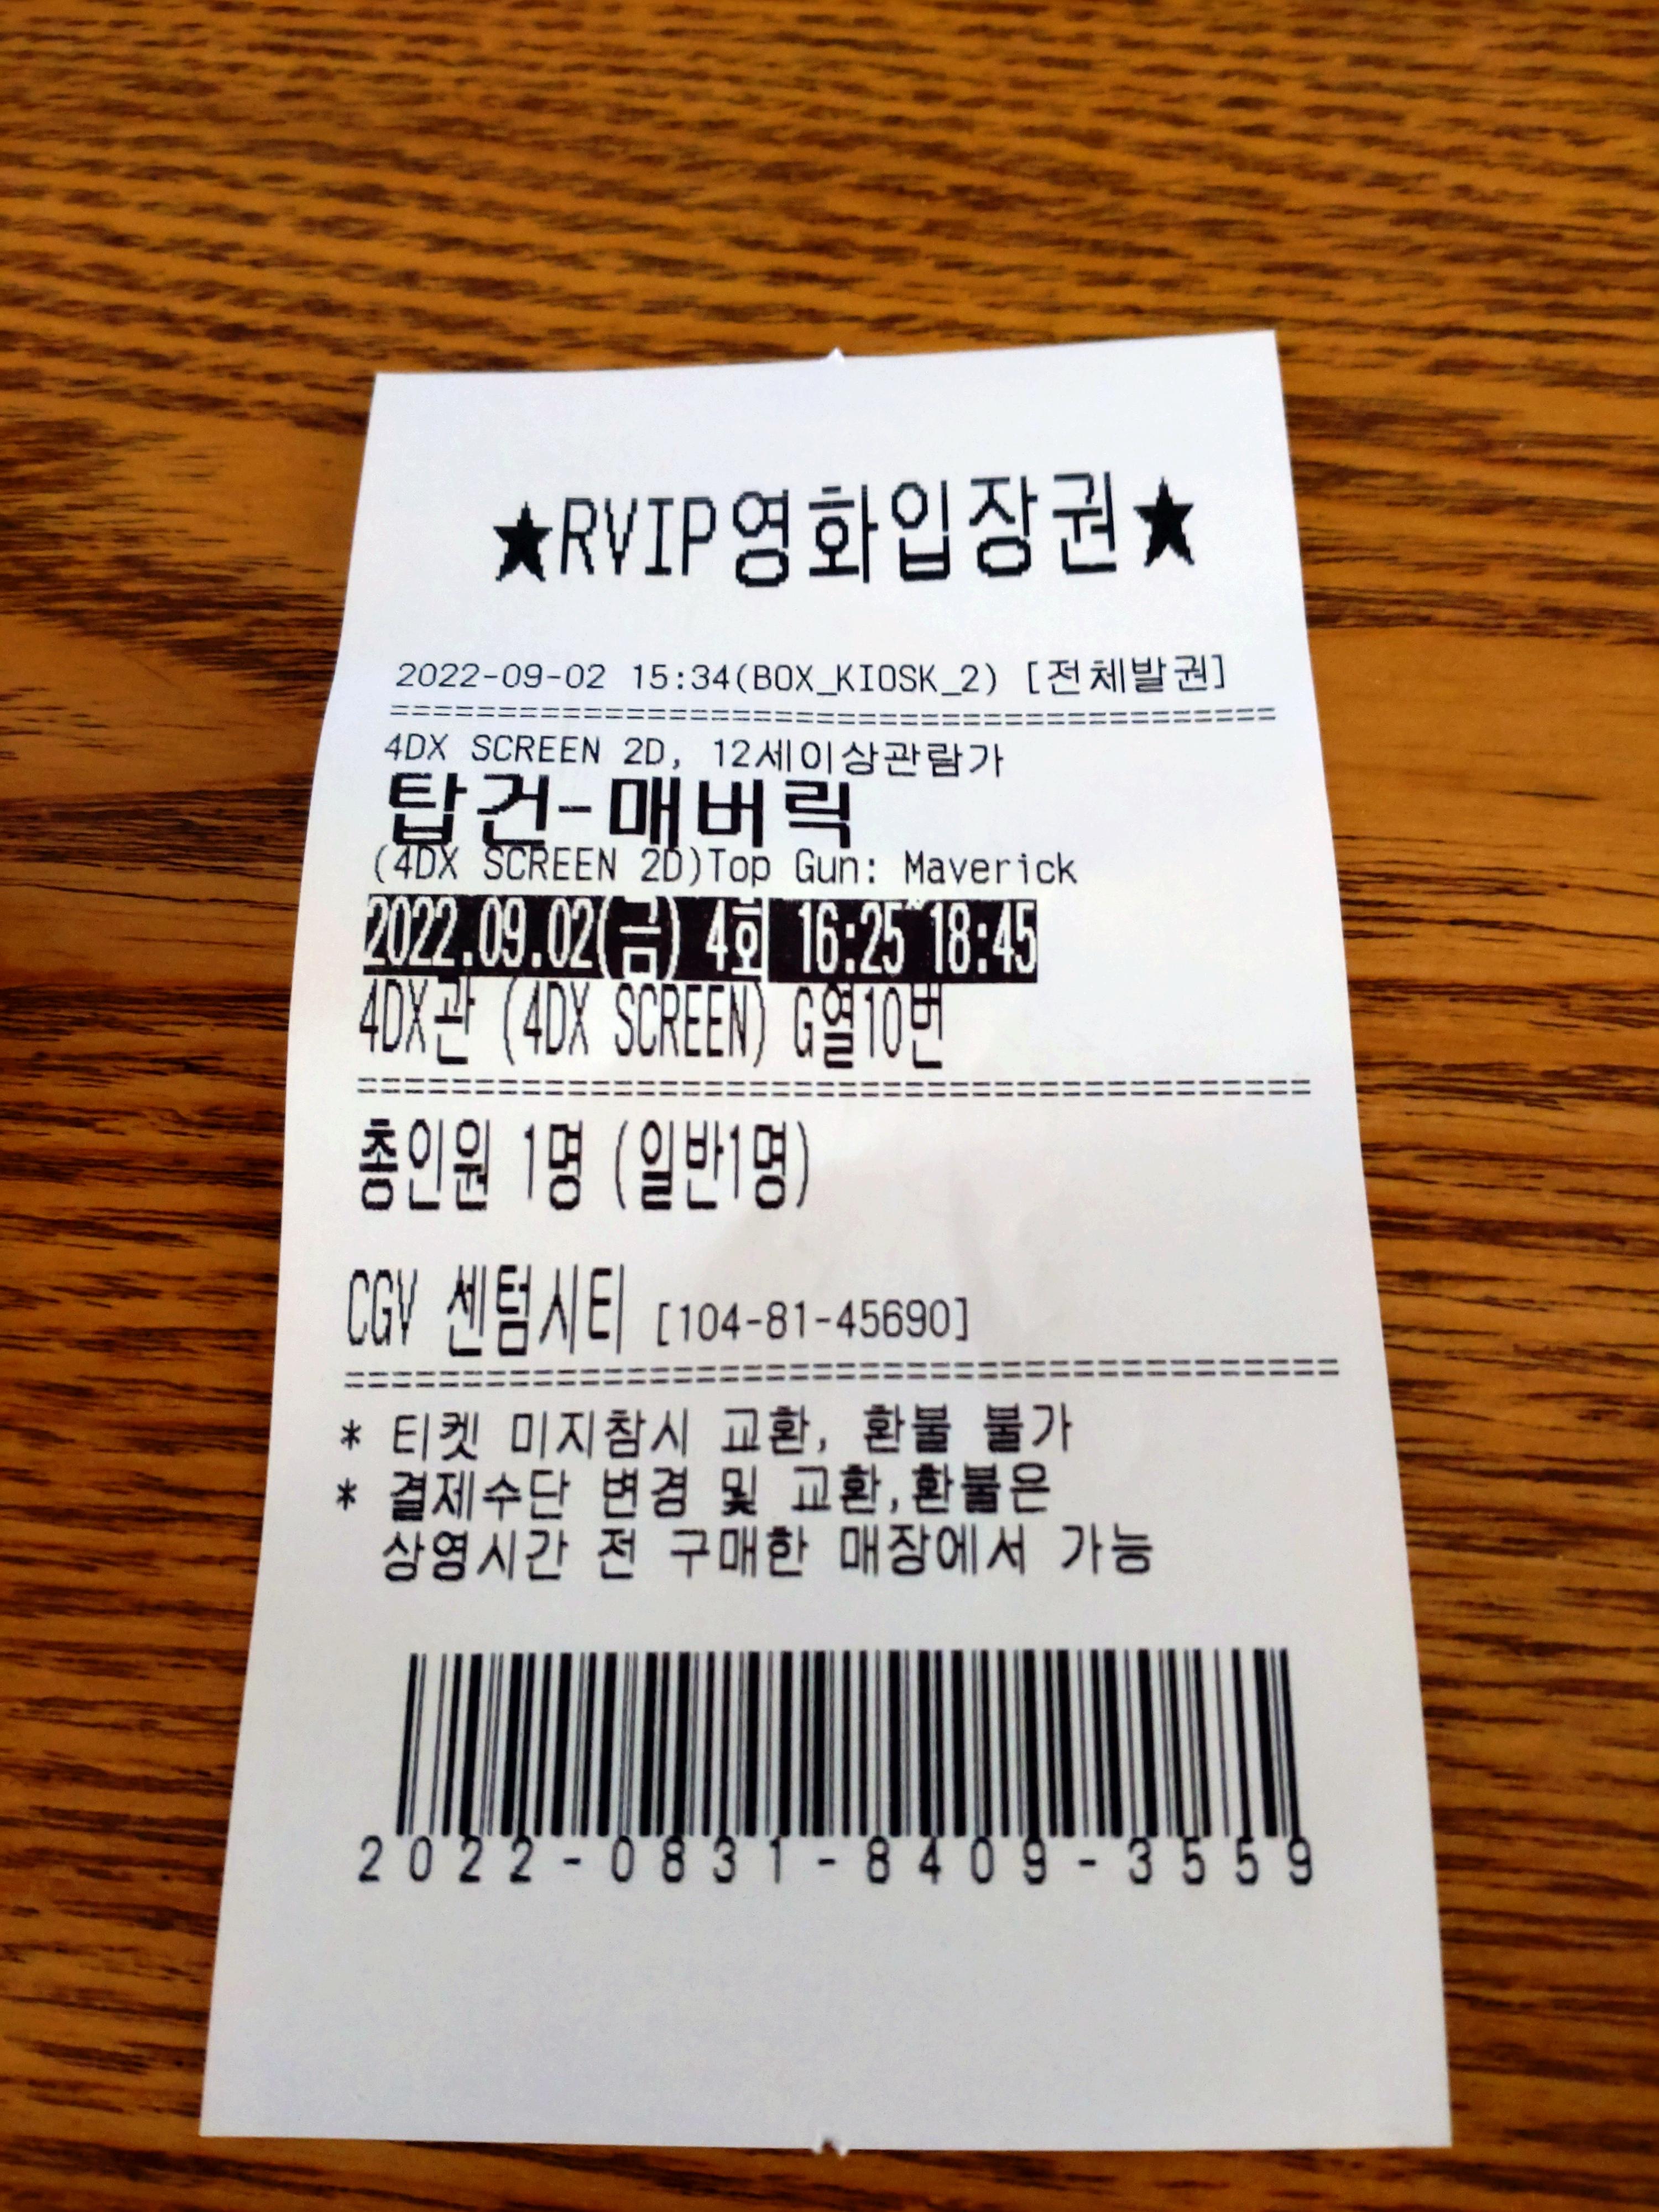 ★RVIP영화입장권★
2022-09-02 15:34(BOX_KIOSK_2) [전체발권]
==========================================
4DX SCREEN 2D, 12세이상관람가
탑건-매버릭
(4DX SCREEN 2D)Top Gun: Maverick
2022.09.02(금) 4회 16:25~18:45
4DX관 (4DX SCREEN) G열10번
==========================================
총인원 1명 (일반1명)
CGV 센텀시티 [104-81-45690]
==========================================
* 티켓 미지참시 교환, 환불 불가
* 결제수단 변경 및 교환,환불은
상영시간 전 구매한 매장에서 가능
2022-0831-8409-3559